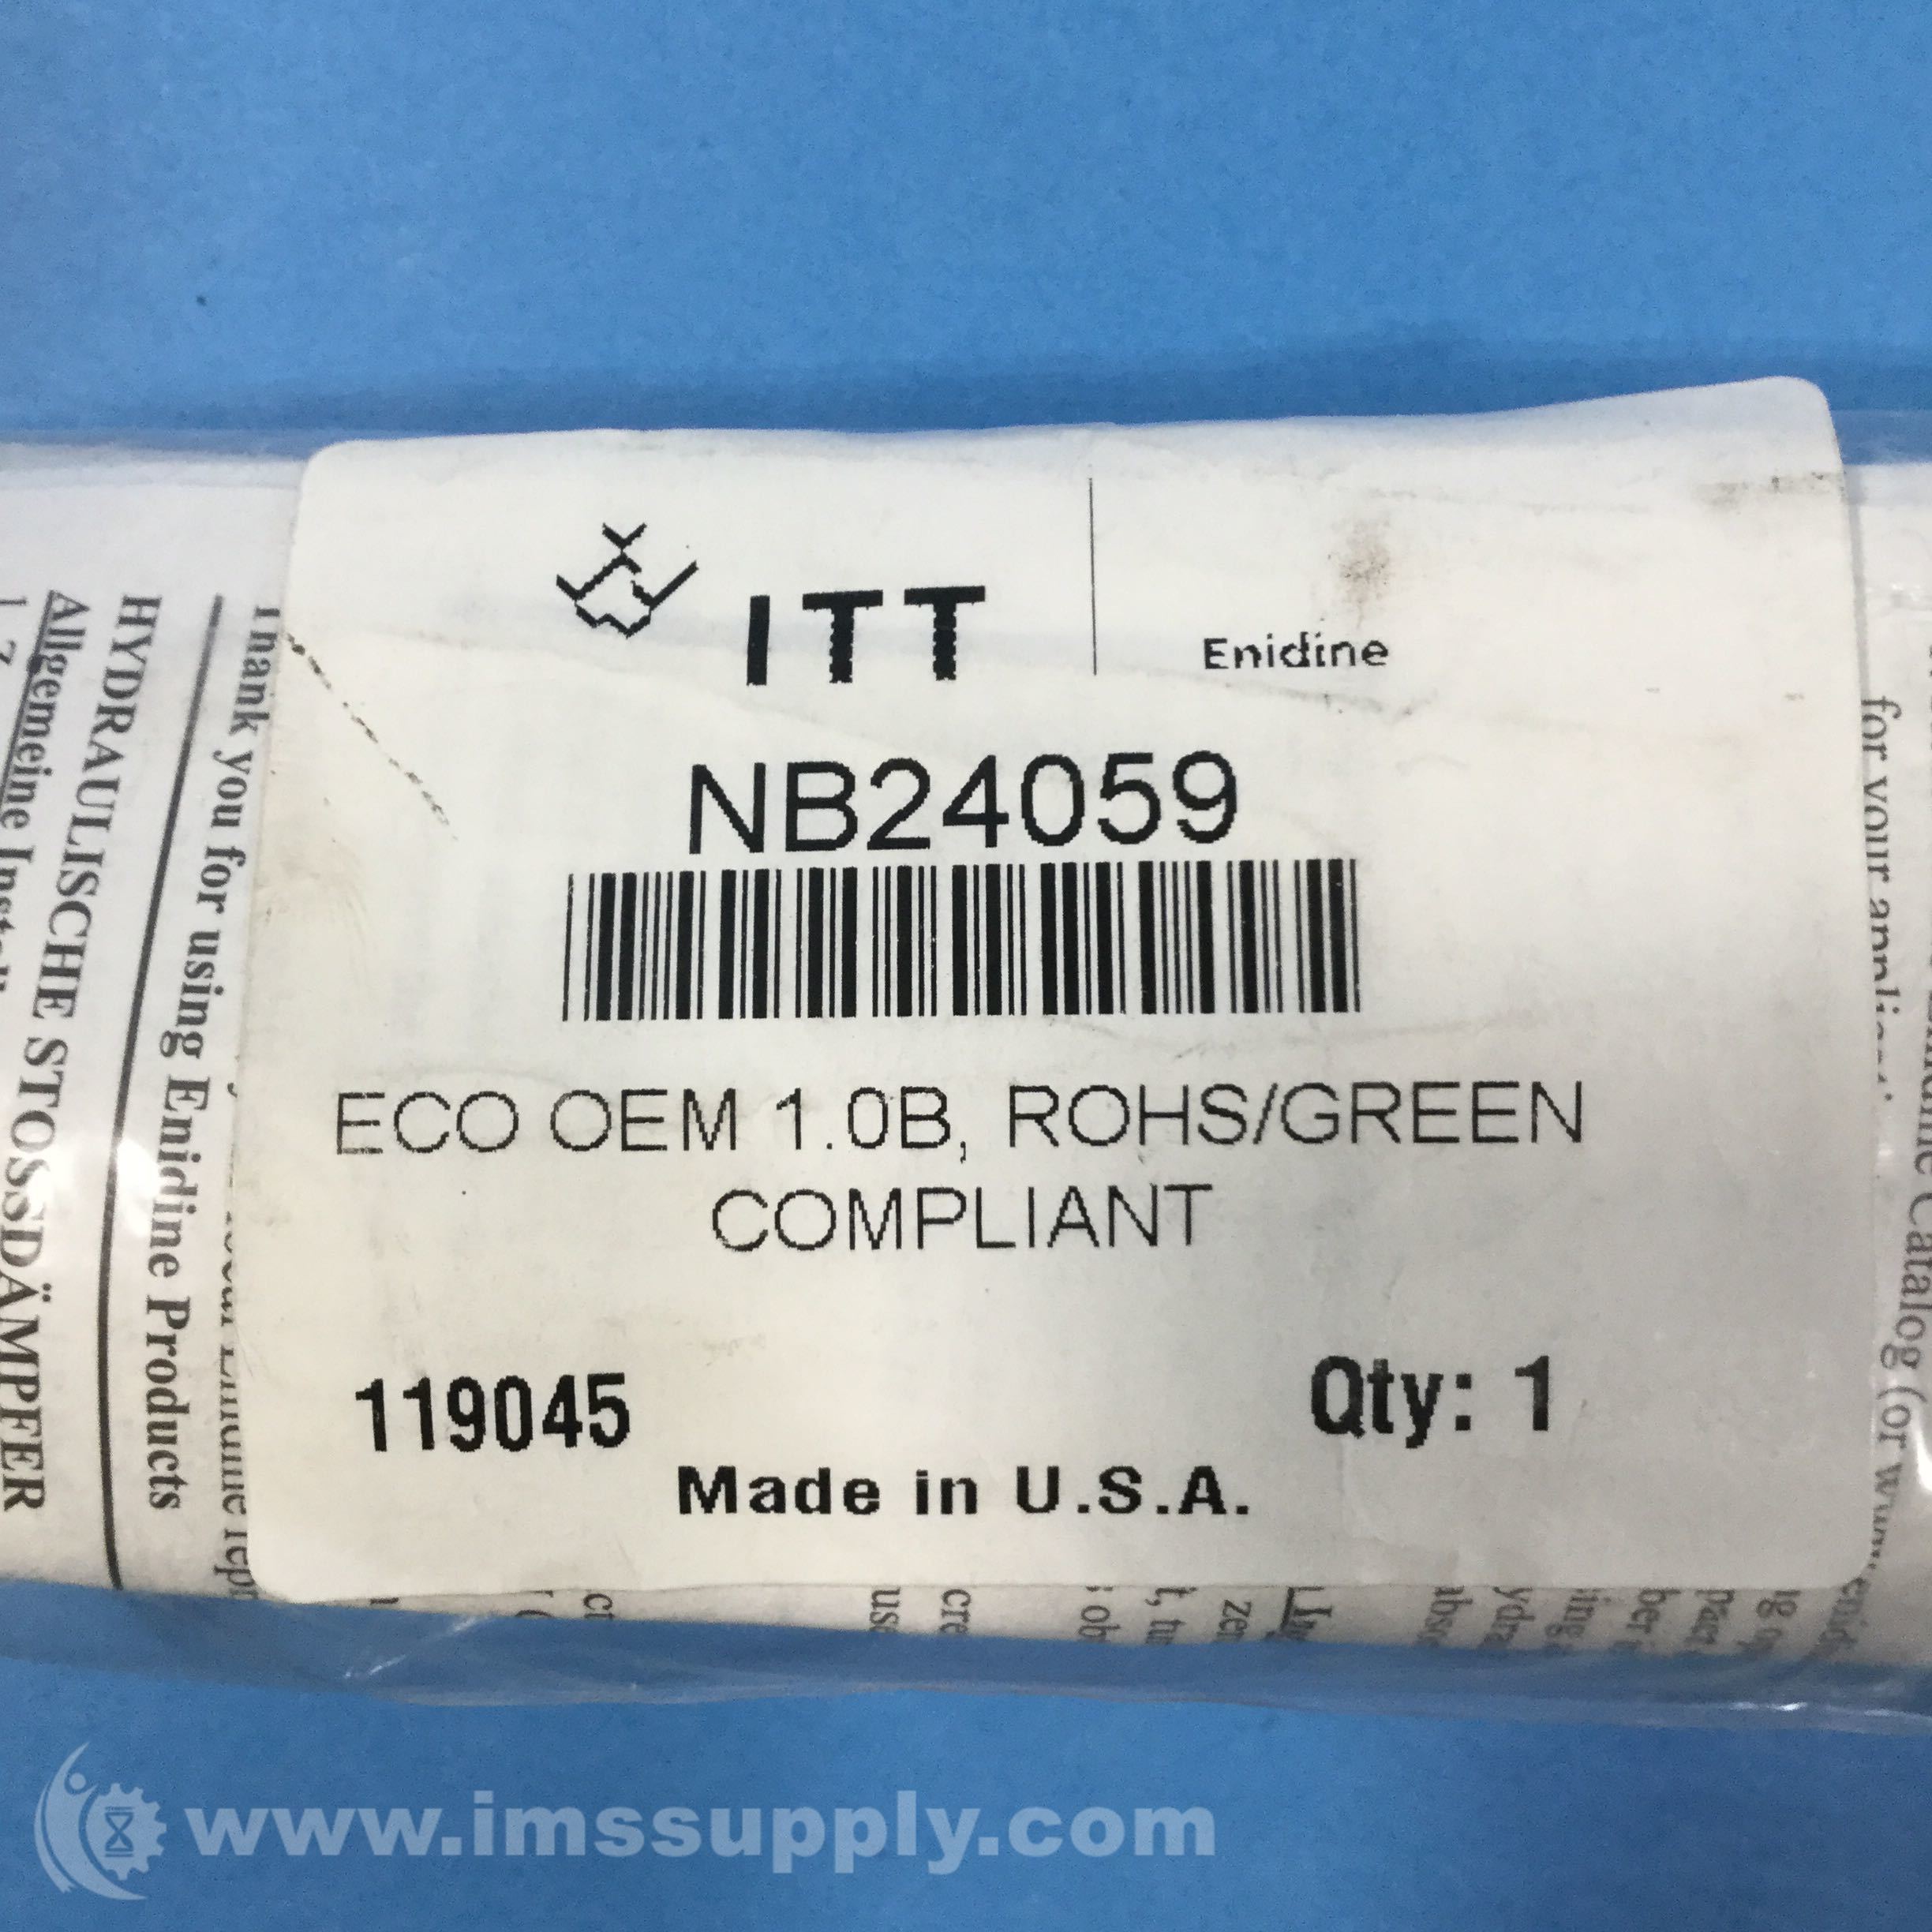 ITT
Enidine
NB24059
ECO OEM 1.0B, ROHS/GREEN
COMPLIANT
119045
Qty: 1
Made in U.S.A.
Thank you for using Enidine Products
HYDRAULISCHE STOSSDÄMPFER
Allgemeine
for your
Catalog (or
www.imssupply.com